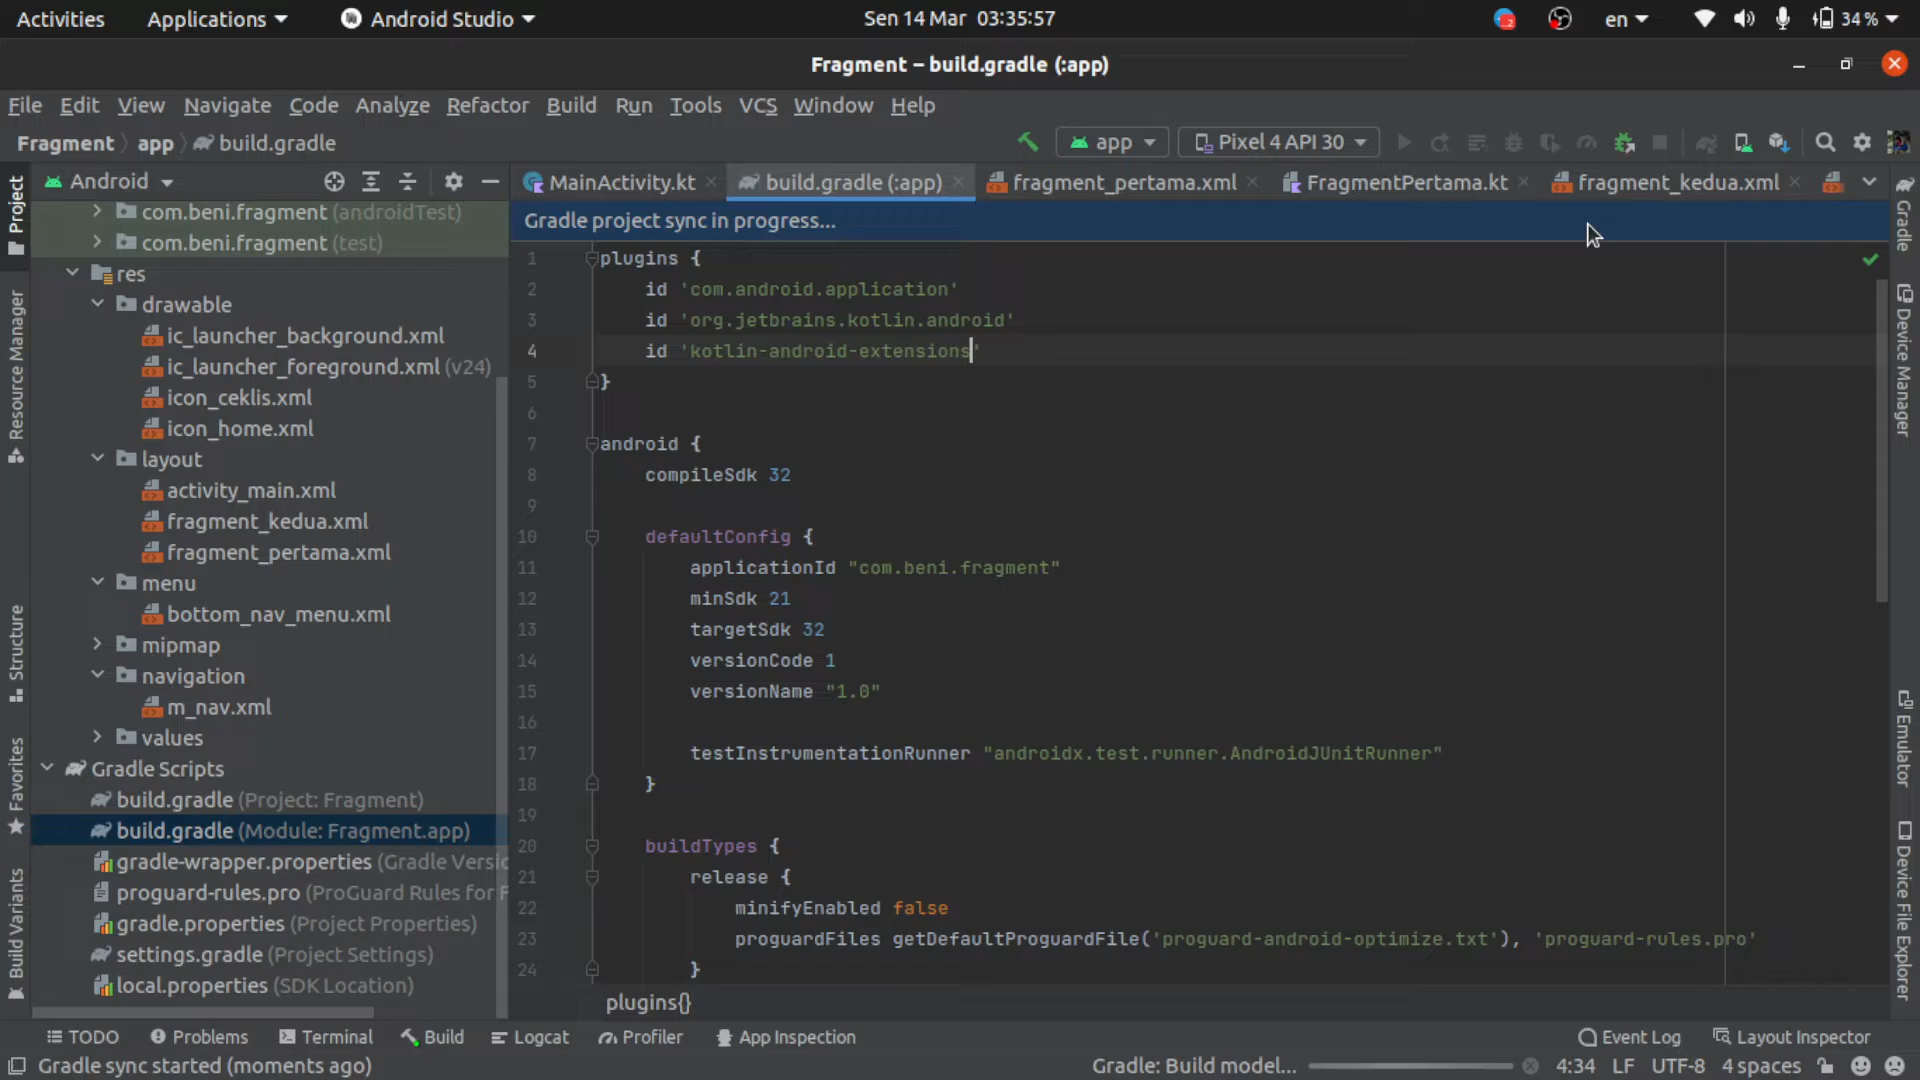 Activities Applications Android Studio Sen 14 Mar 03:35:57 2 en 34 %
Fragment – build.gradle (:app)
File Edit View Navigate Code Analyze Refactor Build Run Tools VCS Window Help
Fragment app build.gradle app Pixel 4 API 30
Project Android MainActivity.kt build.gradle (:app) fragment_pertama.xml FragmentPertama.kt fragment_kedua.xml Gradle
com.beni.fragment (androidTest) Gradle project sync in progress...
com.beni.fragment (test) 1 plugins {
res 2 id 'com.android.application'
drawable 3 id 'org.jetbrains.kotlin.android'
ic_launcher_background.xml 4 id 'kotlin-android-extensions'
ic_launcher_foreground.xml (v24) 5 }
icon_ceklis.xml 6
icon_home.xml 7 android {
layout 8 compileSdk 32
activity_main.xml 9
fragment_kedua.xml 10 defaultConfig {
fragment_pertama.xml 11 applicationId "com.beni.fragment"
menu 12 minSdk 21
bottom_nav_menu.xml 13 targetSdk 32
mipmap 14 versionCode 1
navigation 15 versionName "1.0"
m_nav.xml 16
values 17 testInstrumentationRunner "androidx.test.runner.AndroidJUnitRunner"
Gradle Scripts 18 }
build.gradle (Project: Fragment) 19
build.gradle (Module: Fragment.app) 20 buildTypes {
gradle-wrapper.properties (Gradle Versic 21 release {
proguard-rules.pro (ProGuard Rules for F 22 minifyEnabled false
gradle.properties (Project Properties) 23 proguardFiles getDefaultProguardFile('proguard-android-optimize.txt'), 'proguard-rules.pro'
settings.gradle (Project Settings) 24 }
local.properties (SDK Location)
plugins{}
Resource Manager
Structure
Favorites
Build Variants
Device Manager
Emulator
Device File Explorer
TODO Problems Terminal Build Logcat Profiler App Inspection Event Log Layout Inspector
Gradle sync started (moments ago) Gradle: Build model... 4:34 LF UTF-8 4 spaces